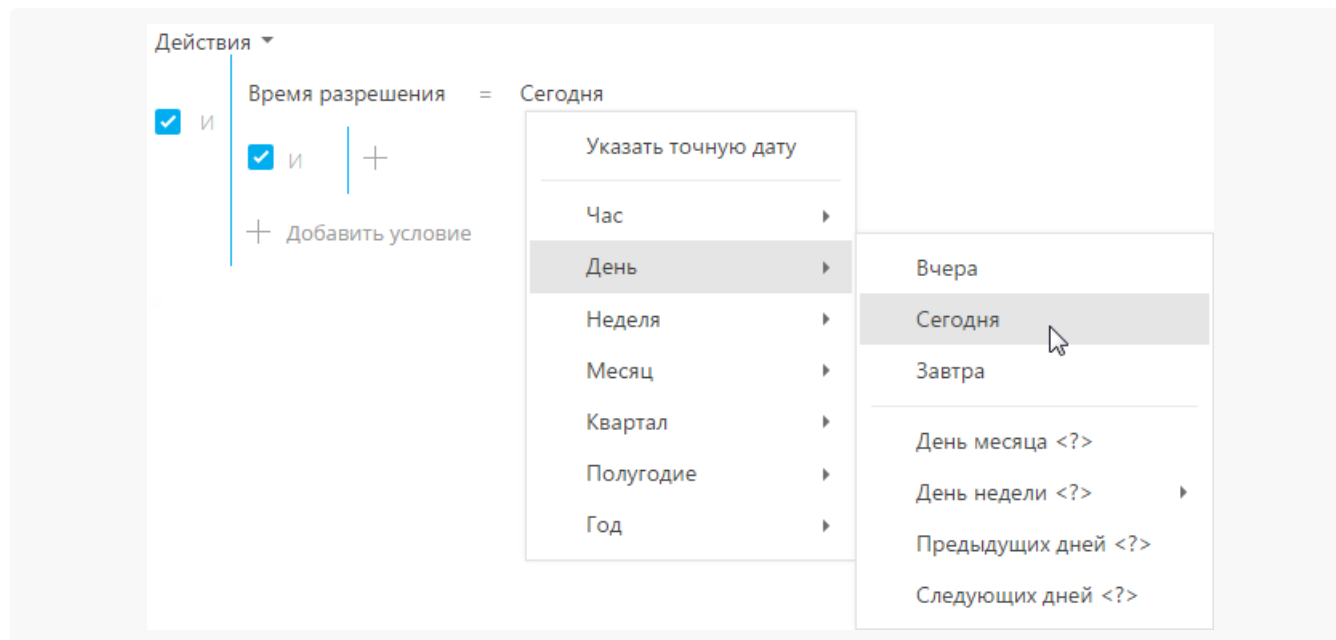 Действия
Время разрешения = Сегодня
И
И
Добавить условие
Указать точную дату
Час
День
Неделя
Месяц
Квартал
Полугодие
Год
Вчера
Сегодня
Завтра
День месяца <?>
День недели <?>
Предыдущих дней <?>
Следующих дней <?>